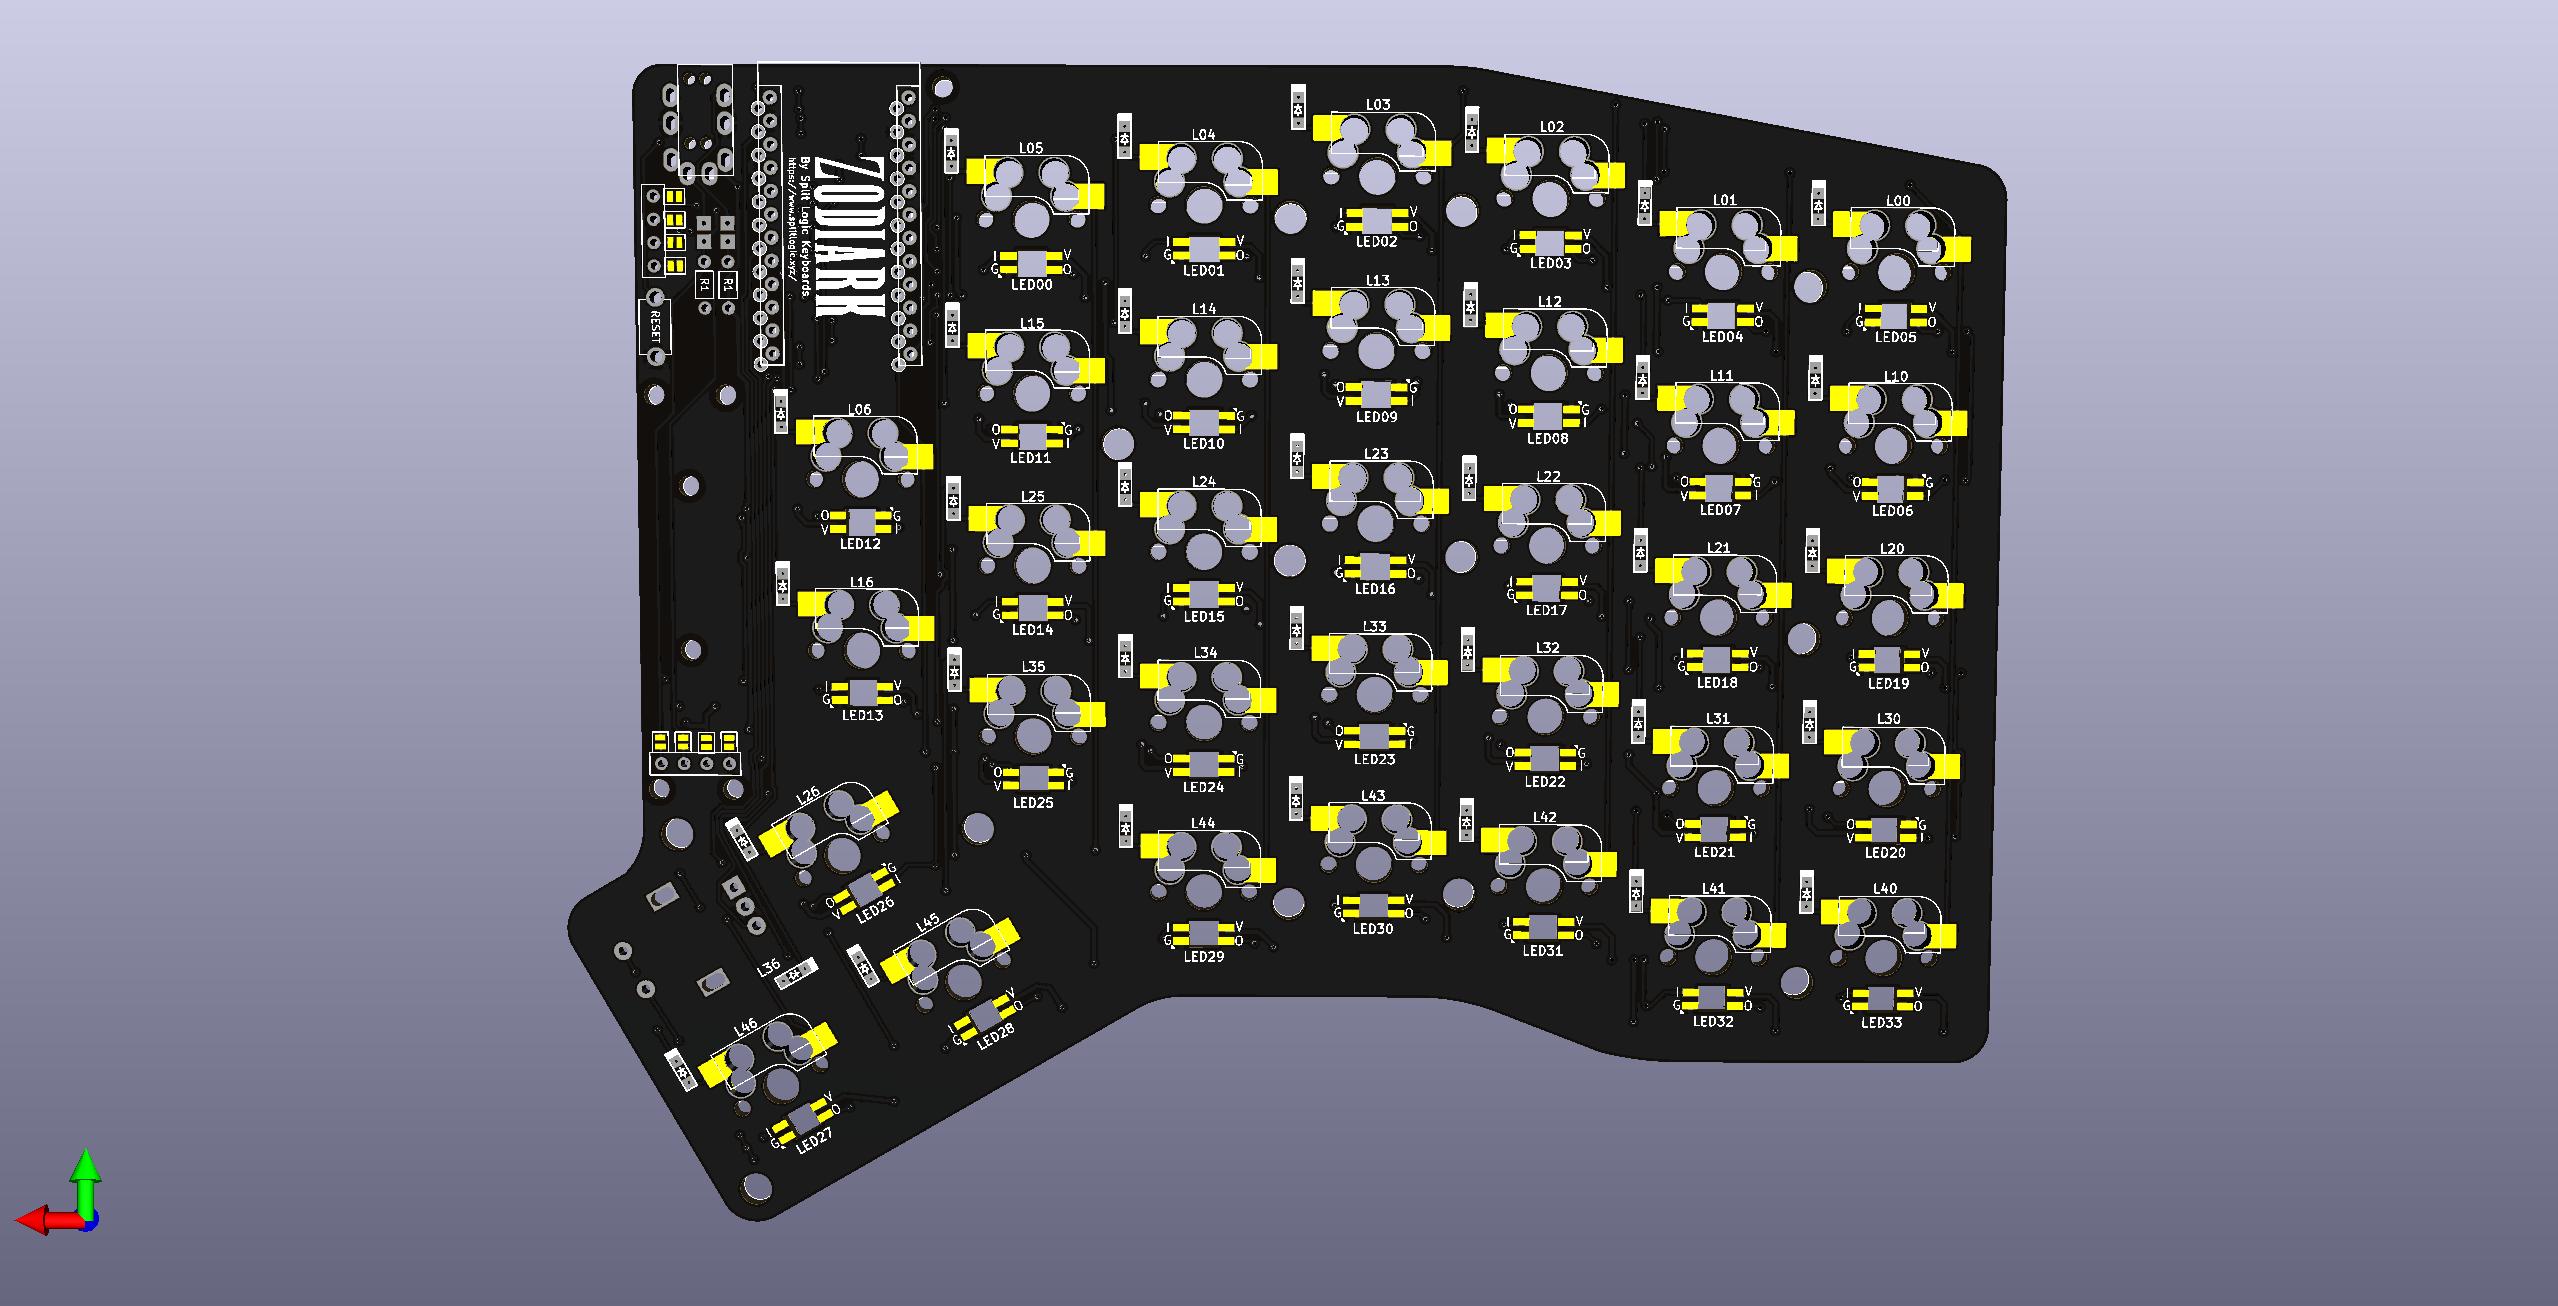 ZODIARK
By Split Logic Keyboards.
https://www.splitlogic.xyz/
R1
R1
RESET
L03
L02
L04
L05
L01
L00
I
G
V
O
LED02
I
G
V
O
LED03
I
G
V
O
LED01
I
G
V
O
LED00
I
G
V
O
LED04
I
G
V
O
LED05
L13
L12
L14
L15
L11
L10
O
V
G
I
LED09
O
V
G
I
LED08
O
V
G
I
LED10
O
V
G
I
LED11
L06
O
V
G
I
LED07
O
V
G
I
LED06
O
V
G
I
LED12
L23
L22
L24
L25
L21
L20
I
G
V
O
LED16
I
G
V
O
LED17
I
G
V
O
LED15
I
G
V
O
LED14
L16
I
G
V
O
LED18
I
G
V
O
LED19
I
G
V
O
LED13
L33
L32
L34
L35
L31
L30
O
V
G
I
LED23
O
V
G
I
LED22
O
V
G
I
LED24
O
V
G
I
LED25
L26
O
V
G
I
LED21
O
V
G
I
LED20
L43
L42
L44
L41
L40
O
V
G
I
LED26
L45
I
G
V
O
LED30
I
G
V
O
LED31
I
G
V
O
LED29
L36
I
G
V
O
LED28
I
G
V
O
LED32
I
G
V
O
LED33
L46
I
G
V
O
LED27